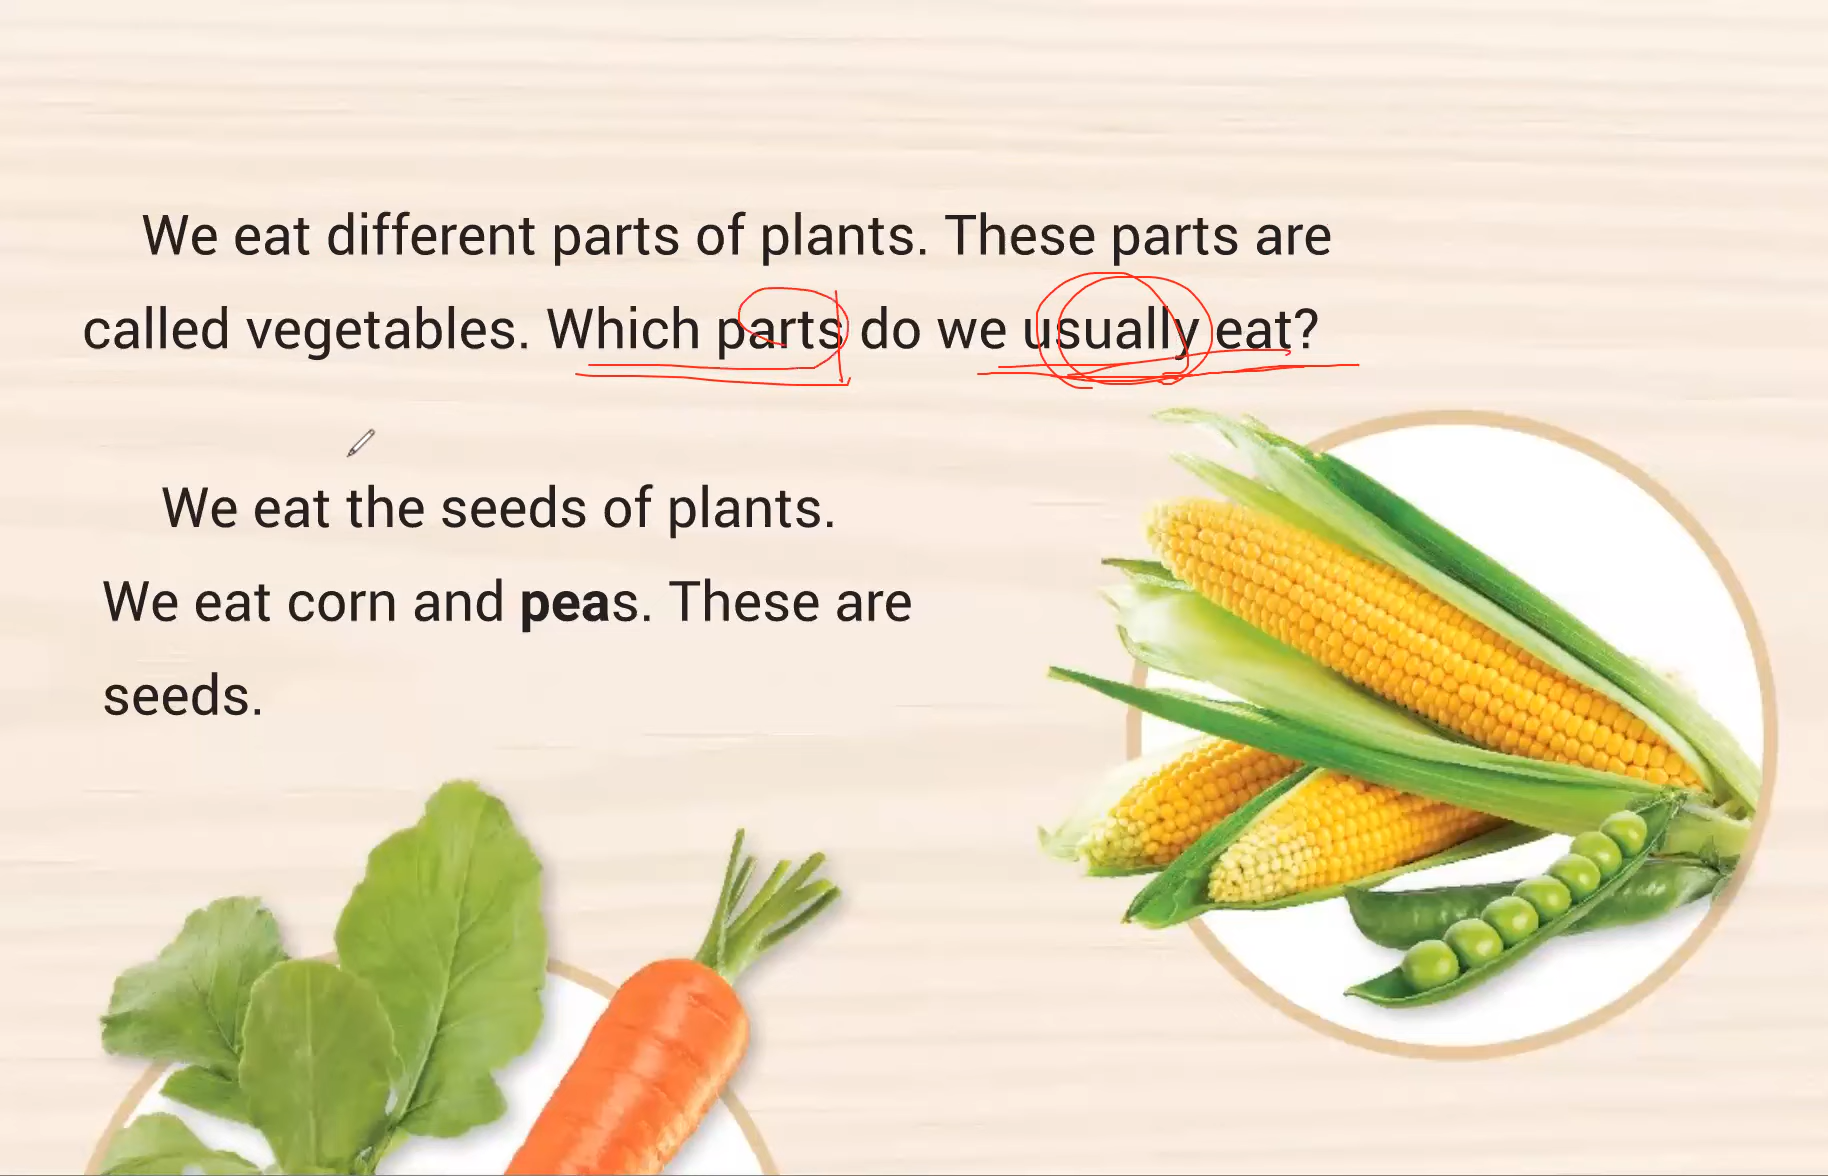 We eat different parts of plants. These parts are
called vegetables. Which parts do we usually eat?
We eat the seeds of plants.
We eat corn and peas. These are
seeds.